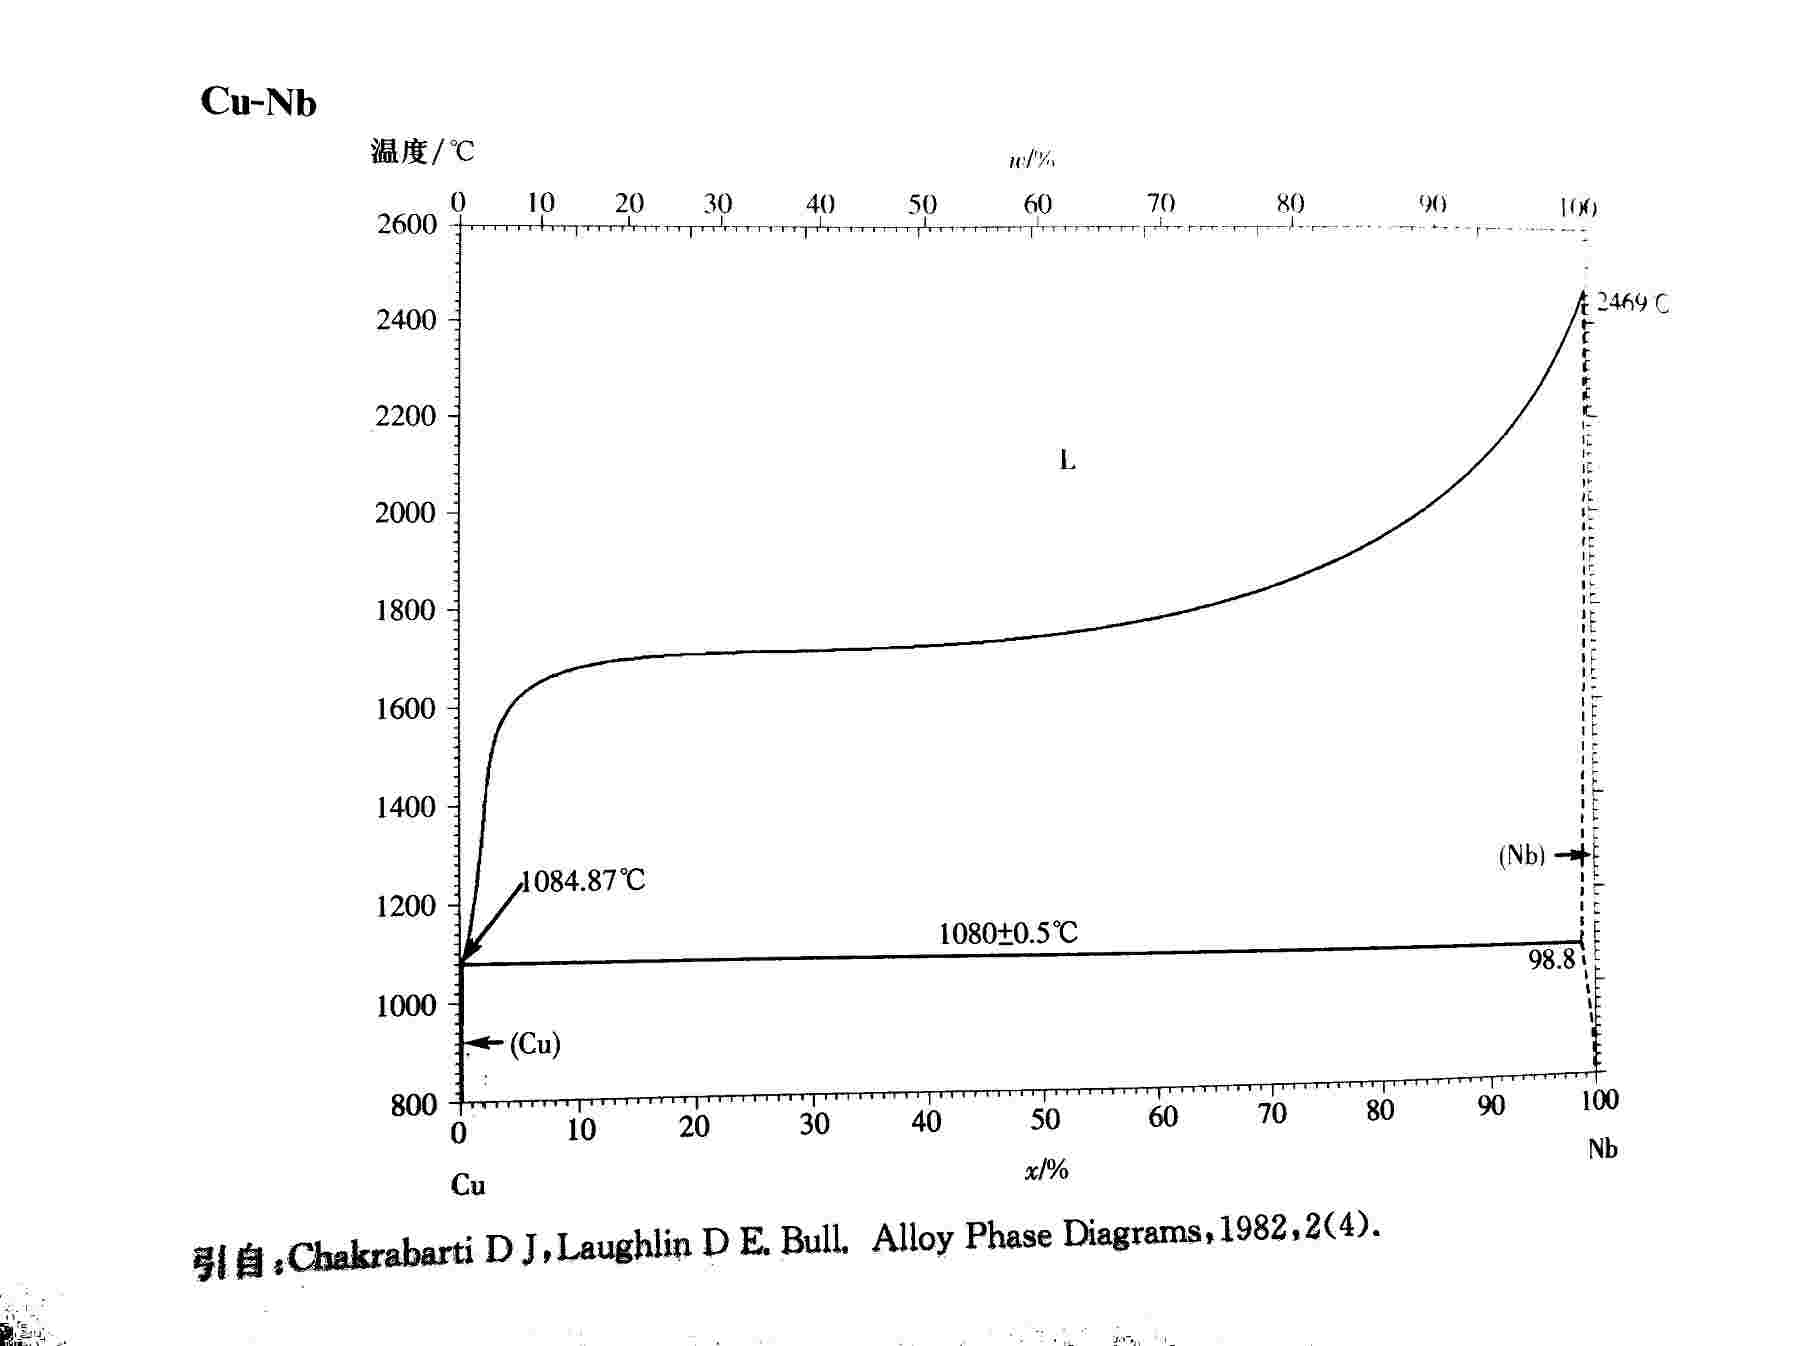 Cu-Nb
温度/℃
w/%
0 10 20 30 40 50 60 70 80 90 100
2600
2469 C
2400
2200
L
2000
1800
1600
1400
(Nb)
1084.87℃
1200
1080±0.5℃
98.8
1000
(Cu)
800
0 10 20 30 40 50 60 70 80 90 100
Cu
x/%
Nb
引自:Chakrabarti D J,Laughlin D E. Bull. Alloy Phase Diagrams,1982,2(4).